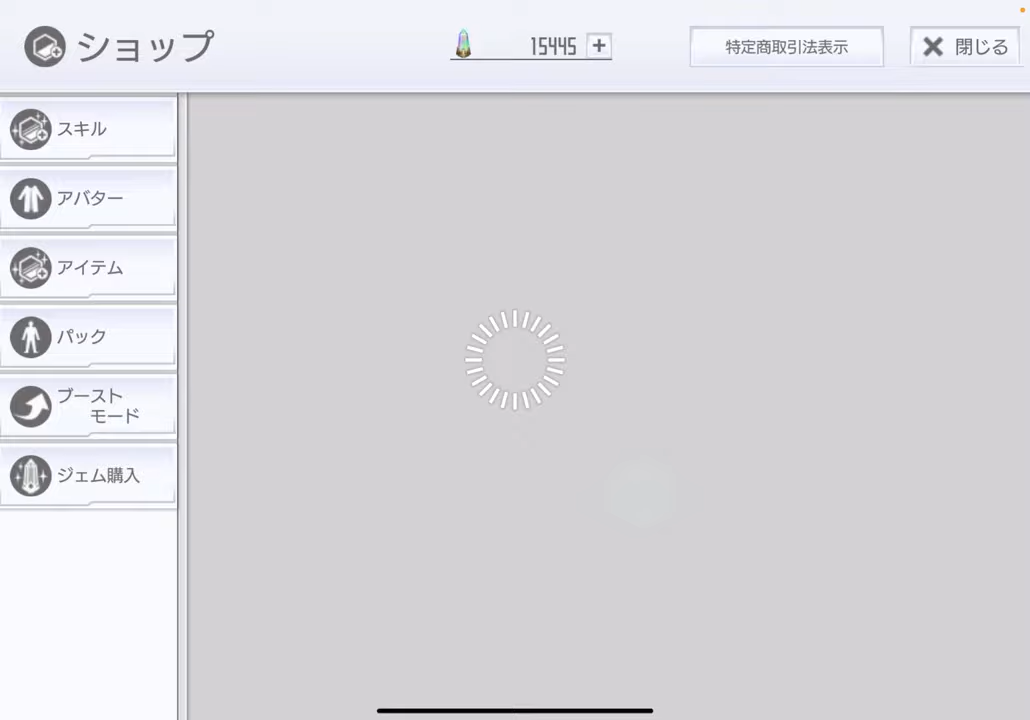 ショップ
15445
特定商取引法表示
閉じる
スキル
アバター
アイテム
パック
ブースト
モード
ジェム購入